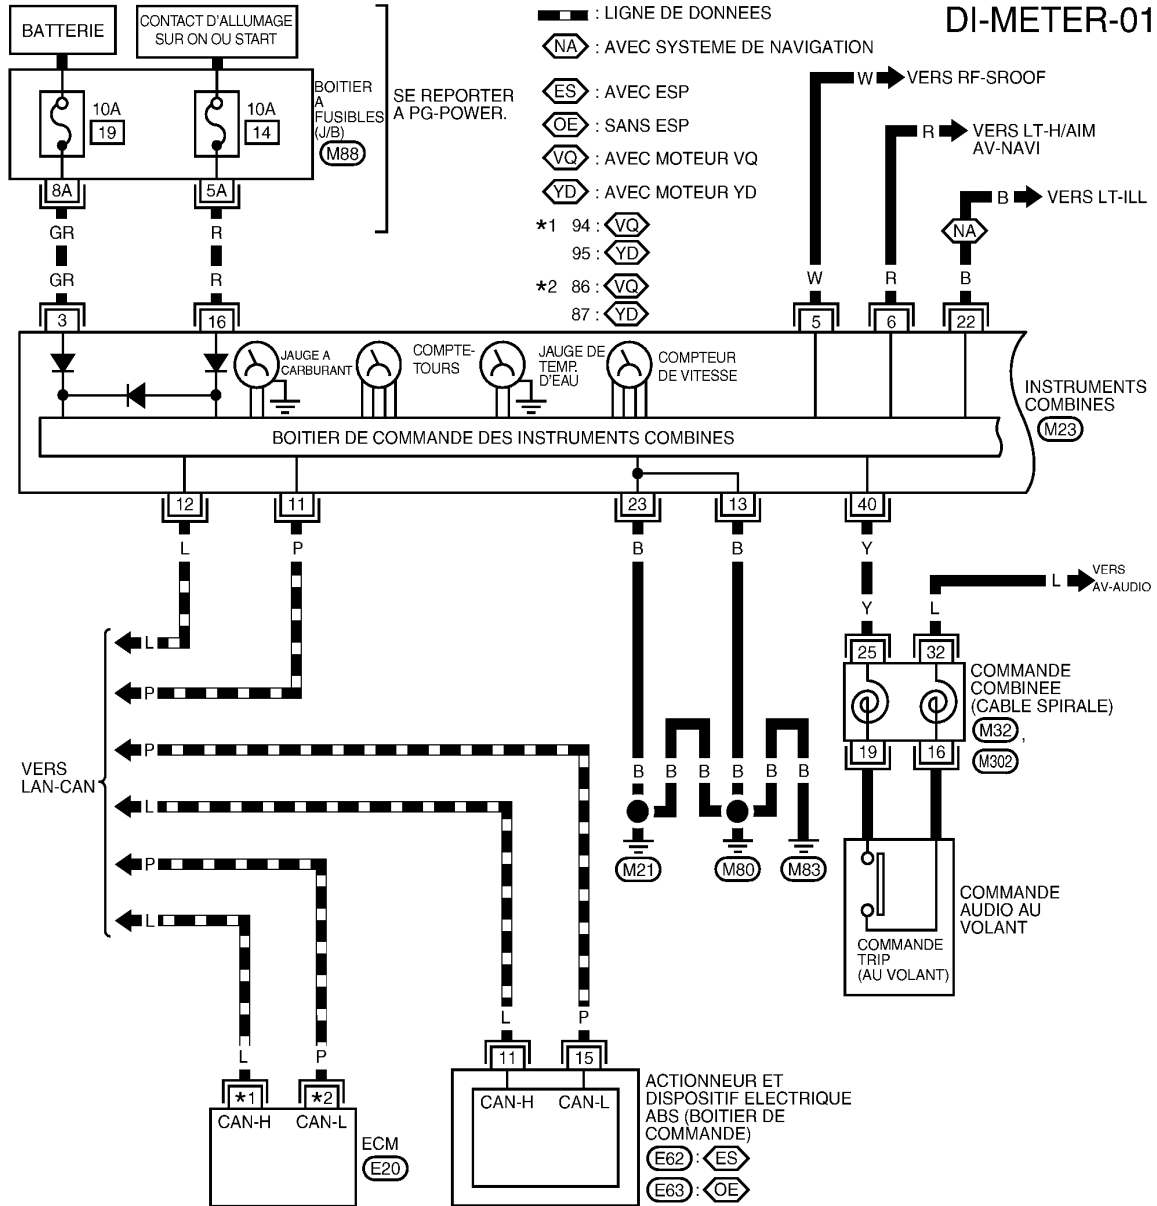 DI-METER-01
BATTERIE
CONTACT D'ALLUMAGE
SUR ON OU START
: LIGNE DE DONNEES
NA : AVEC SYSTEME DE NAVIGATION
ES : AVEC ESP
OE : SANS ESP
VQ : AVEC MOTEUR VQ
YD : AVEC MOTEUR YD
*1 94 : VQ
95 : YD
*2 86 : VQ
87 : YD
10A
19
10A
14
BOITIER
A
FUSIBLES
(J/B)
M88
SE REPORTER
A PG-POWER.
8A
5A
GR
R
GR
R
W
VERS RF-SROOF
R
VERS LT-H/AIM
AV-NAVI
B
VERS LT-ILL
NA
W
R
B
3
16
5
6
22
JAUGE A
CARBURANT
COMPTE-
TOURS
JAUGE DE
TEMP.
D'EAU
COMPTEUR
DE VITESSE
INSTRUMENTS
COMBINES
M23
BOITIER DE COMMANDE DES INSTRUMENTS COMBINES
12
11
23
13
40
L
P
B
B
Y
VERS
AV-AUDIO
L
Y
L
L
P
P
L
P
L
VERS
LAN-CAN
25
32
COMMANDE
COMBINEE
(CABLE SPIRALE)
M32 ,
M302
19
16
B
B
B
B
B
B
M21
M80
M83
COMMANDE
AUDIO AU
VOLANT
COMMANDE
TRIP
(AU VOLANT)
L
P
L
P
11
15
*1
*2
CAN-H
CAN-L
ECM
E20
CAN-H
CAN-L
ACTIONNEUR ET
DISPOSITIF ELECTRIQUE
ABS (BOITIER DE
COMMANDE)
E62 : ES
E63 : OE